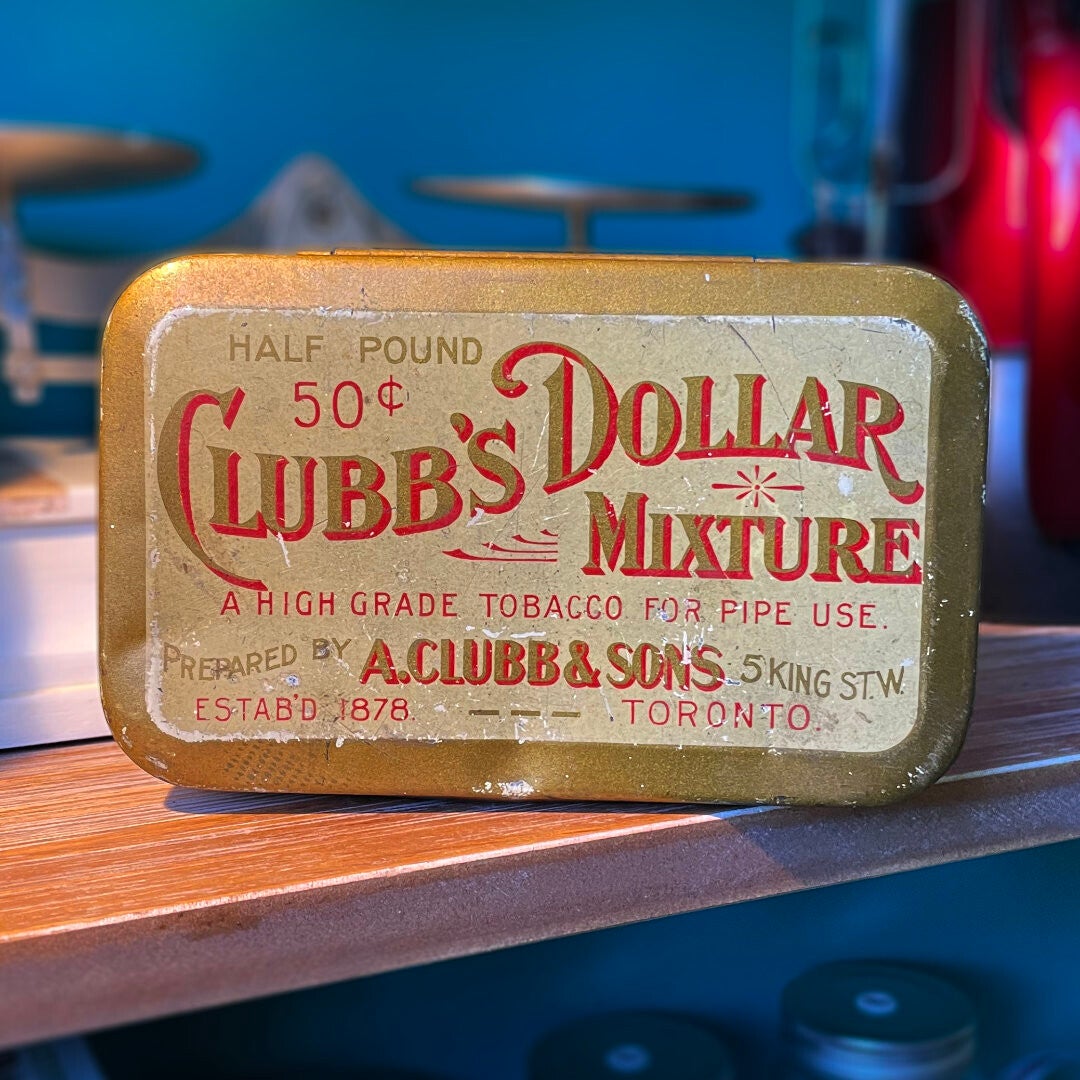 HALF POUND
50¢
CLUBB'S DOLLAR
MIXTURE
A HIGH GRADE TOBACCO FOR PIPE USE.
PREPARED BY A. CLUBB & SONS 5 KING ST. W.
ESTAB'D 1878. — — — TORONTO.